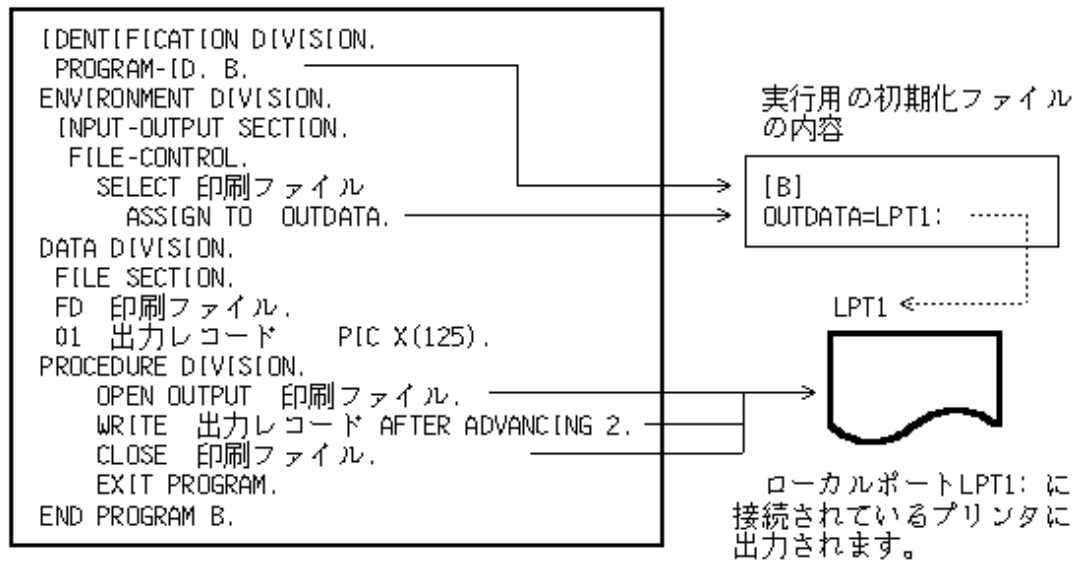 IDENTIFICATION DIVISION.
PROGRAM-ID. B.
ENVIRONMENT DIVISION.
INPUT-OUTPUT SECTION.
FILE-CONTROL.
SELECT 印刷ファイル
ASSIGN TO OUTDATA.
DATA DIVISION.
FILE SECTION.
FD 印刷ファイル.
01 出力レコード PIC X(125).
PROCEDURE DIVISION.
OPEN OUTPUT 印刷ファイル.
WRITE 出力レコード AFTER ADVANCING 2.
CLOSE 印刷ファイル.
EXIT PROGRAM.
END PROGRAM B.
実行用の初期化ファイル
の内容
[B]
OUTDATA=LPT1:
LPT1
ローカルポートLPT1: に
接続されているプリンタに
出力されます。